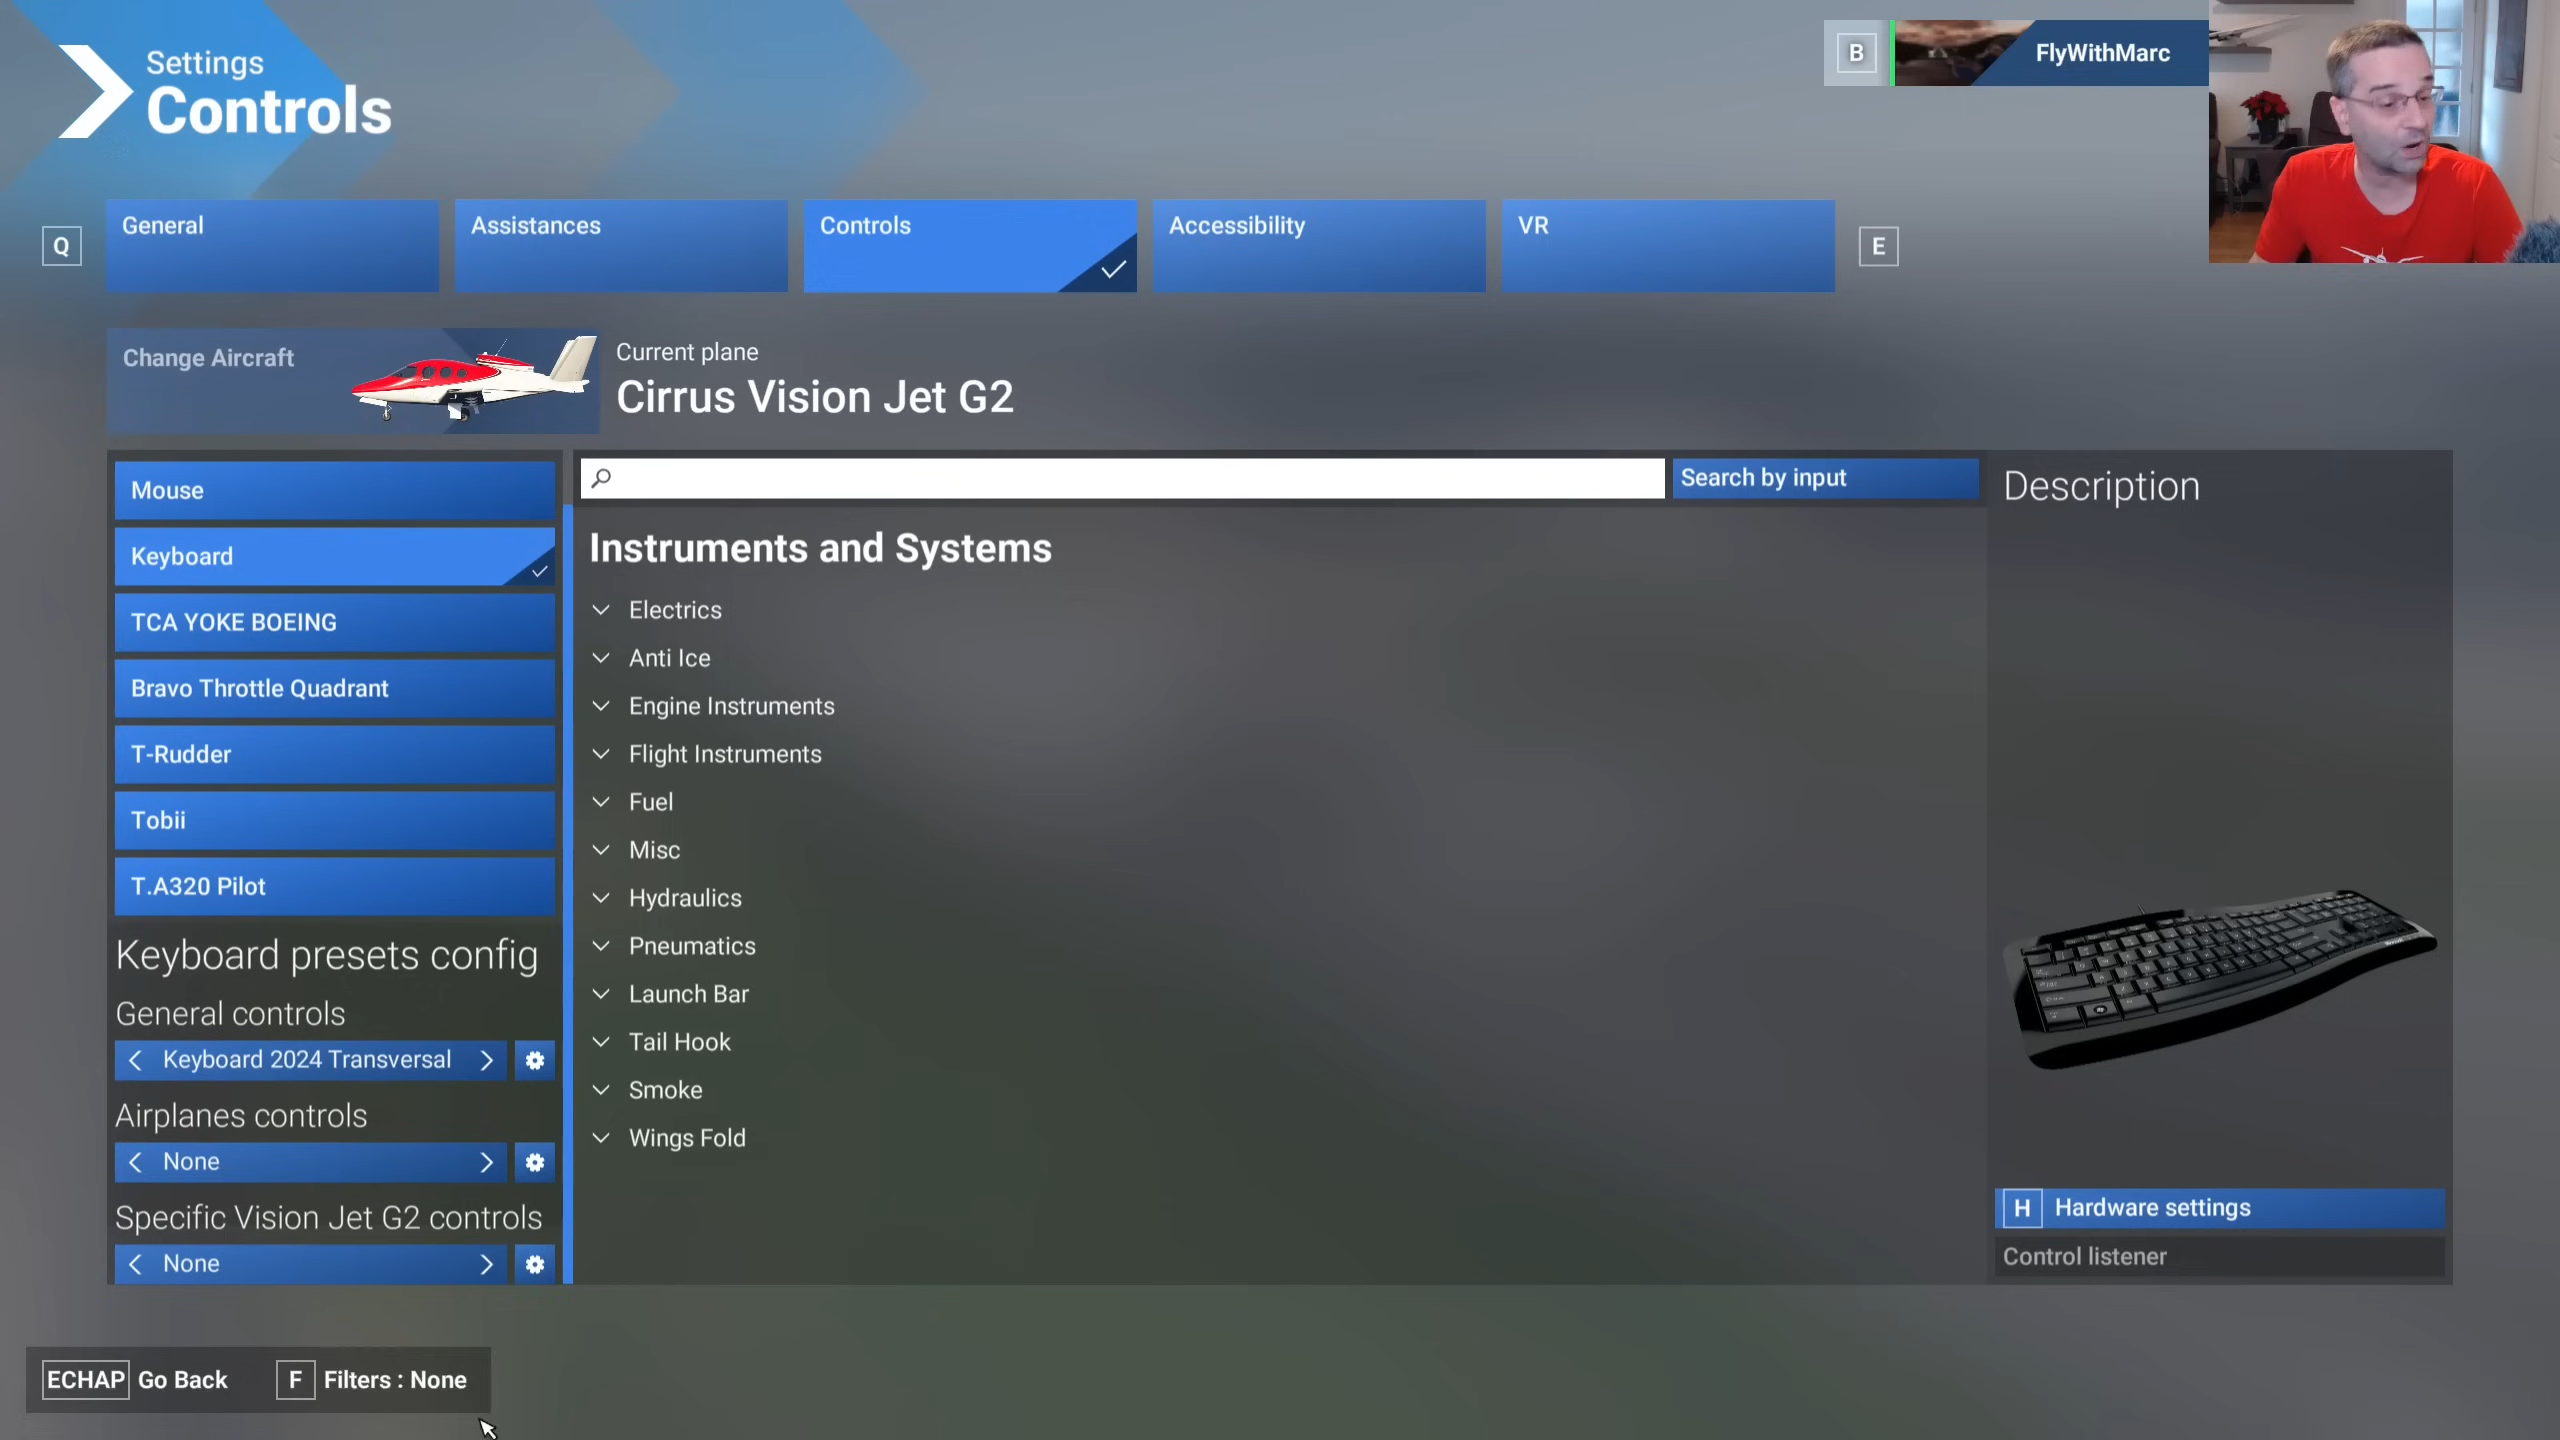 Settings
Controls
B
FlyWithMarc
Q
General
Assistances
Controls
Accessibility
VR
E
Change Aircraft
Current plane
Cirrus Vision Jet G2
Mouse
Keyboard
TCA YOKE BOEING
Bravo Throttle Quadrant
T-Rudder
Tobii
T.A320 Pilot
Keyboard presets config
General controls
Keyboard 2024 Transversal
Airplanes controls
None
Specific Vision Jet G2 controls
None
Search by input
Instruments and Systems
Electrics
Anti Ice
Engine Instruments
Flight Instruments
Fuel
Misc
Hydraulics
Pneumatics
Launch Bar
Tail Hook
Smoke
Wings Fold
Description
H Hardware settings
Control listener
ECHAP Go Back
F Filters : None